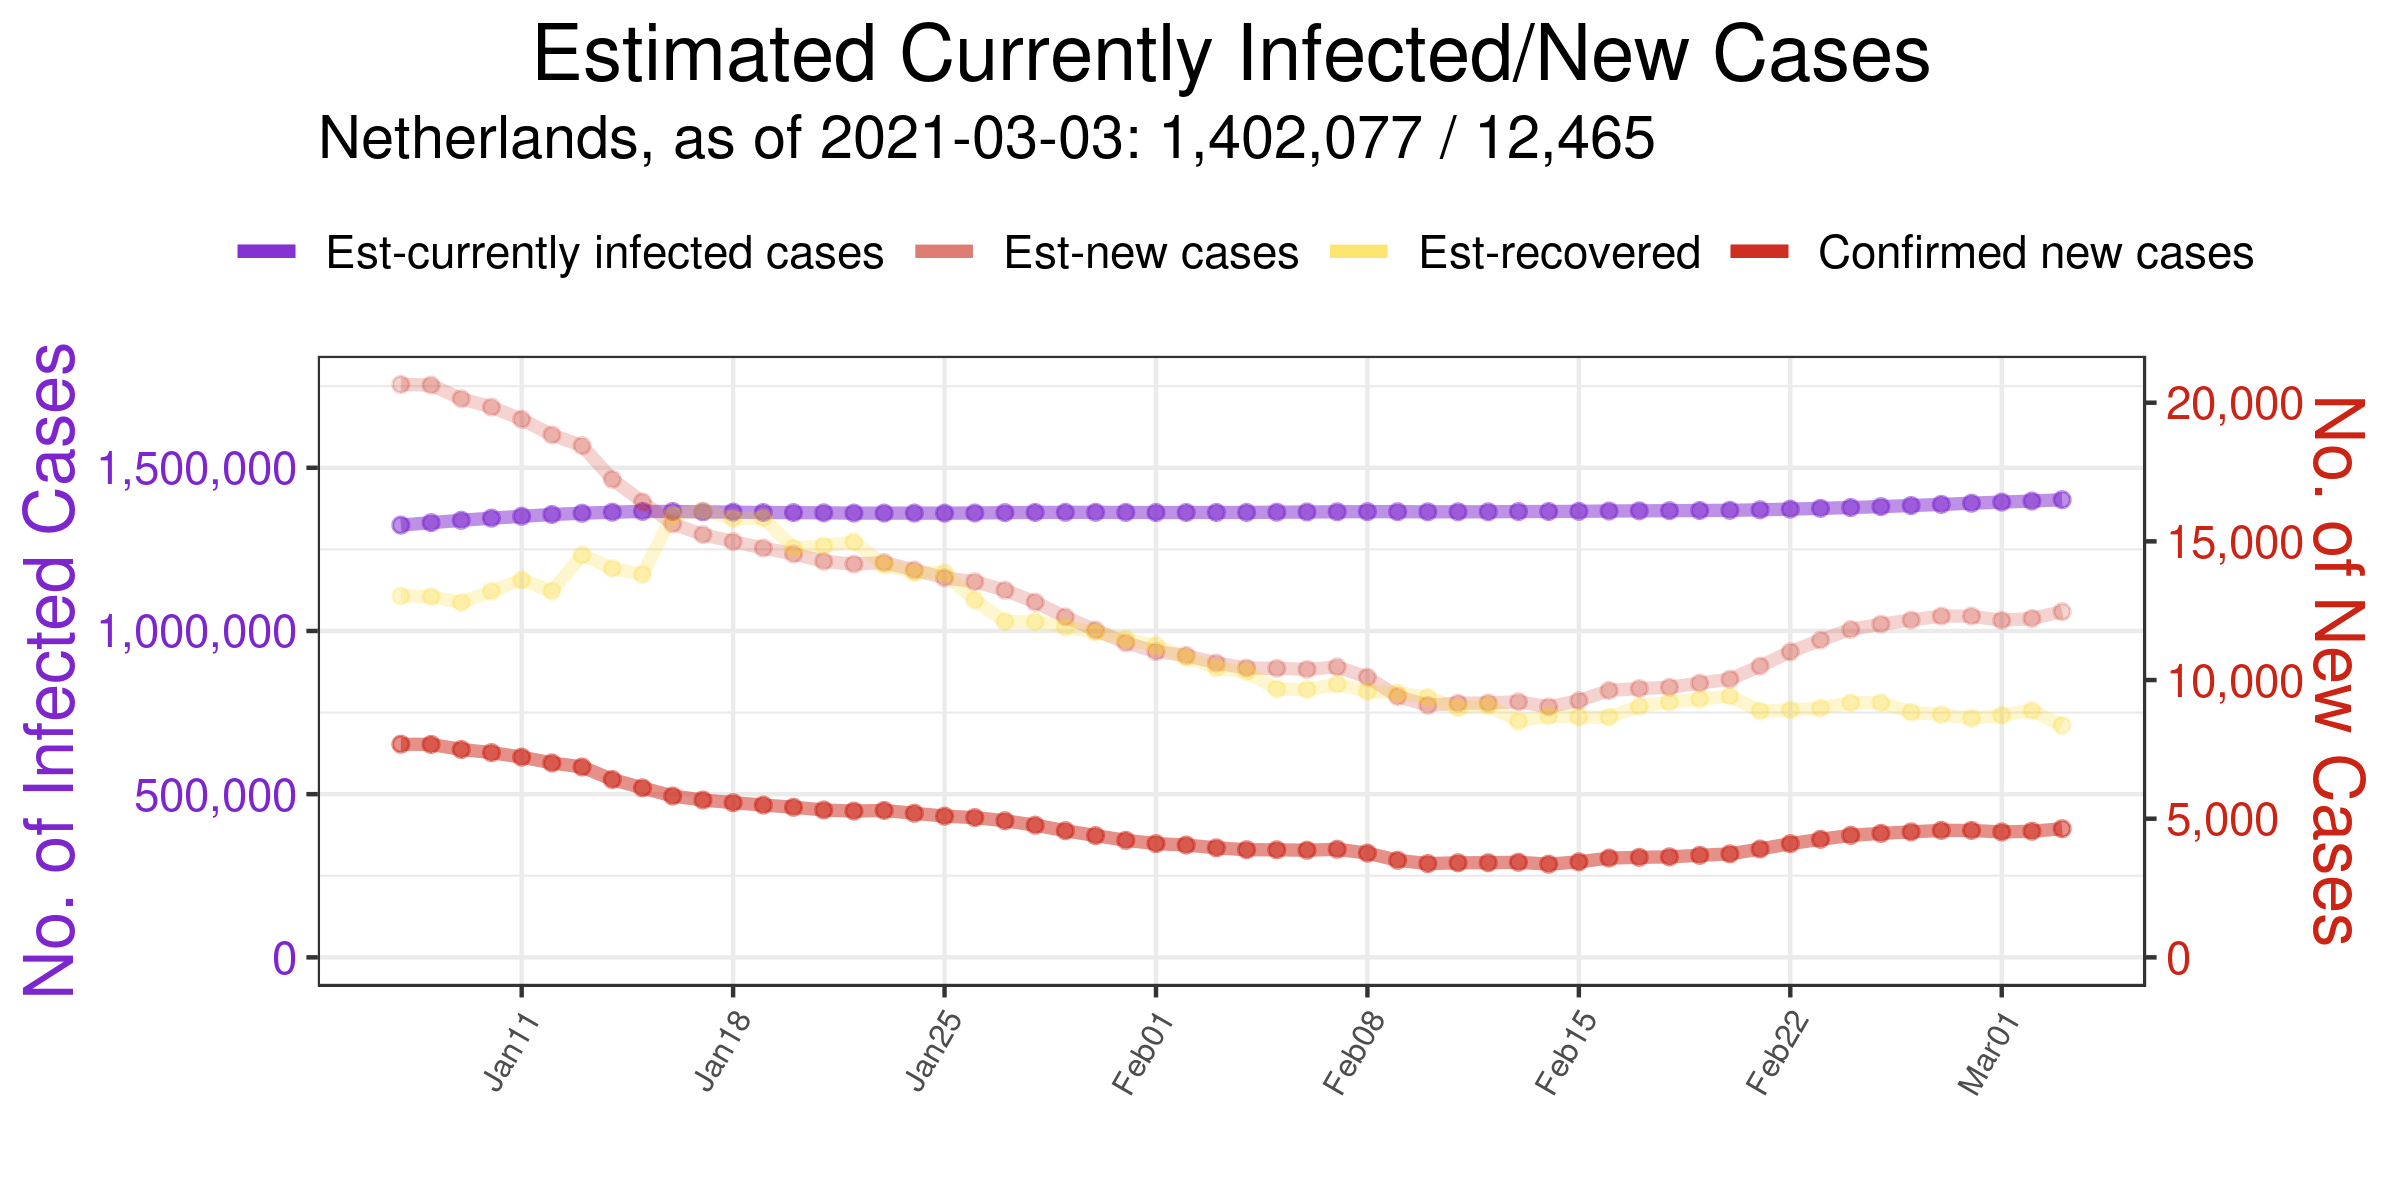 Estimated Currently Infected/New Cases
Netherlands, as of 2021-03-03: 1,402,077 / 12,465
Est-currently infected cases Est-new cases Est-recovered Confirmed new cases
No. of Infected Cases
1,500,000
1,000,000
500,000
0
20,000
15,000
10,000
5,000
0
No. of New Cases
Jan11 Jan18 Jan25 Feb01 Feb08 Feb15 Feb22 Mar01